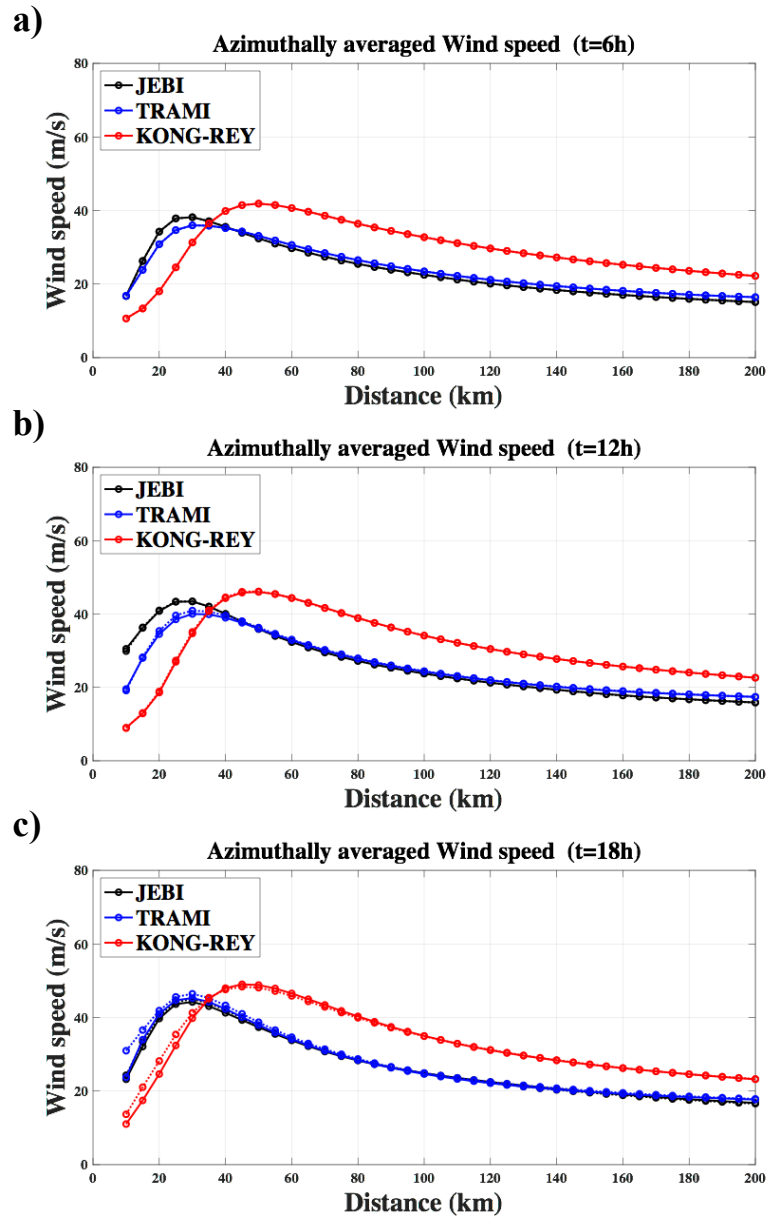 a)
Azimuthally averaged Wind speed (t=6h)
JEBI
TRAMI
KONG-REY
Wind speed (m/s)
80
60
40
20
0
0 20 40 60 80 100 120 140 160 180 200
Distance (km)
b)
Azimuthally averaged Wind speed (t=12h)
JEBI
TRAMI
KONG-REY
Wind speed (m/s)
80
60
40
20
0
0 20 40 60 80 100 120 140 160 180 200
Distance (km)
c)
Azimuthally averaged Wind speed (t=18h)
JEBI
TRAMI
KONG-REY
Wind speed (m/s)
80
60
40
20
0
0 20 40 60 80 100 120 140 160 180 200
Distance (km)